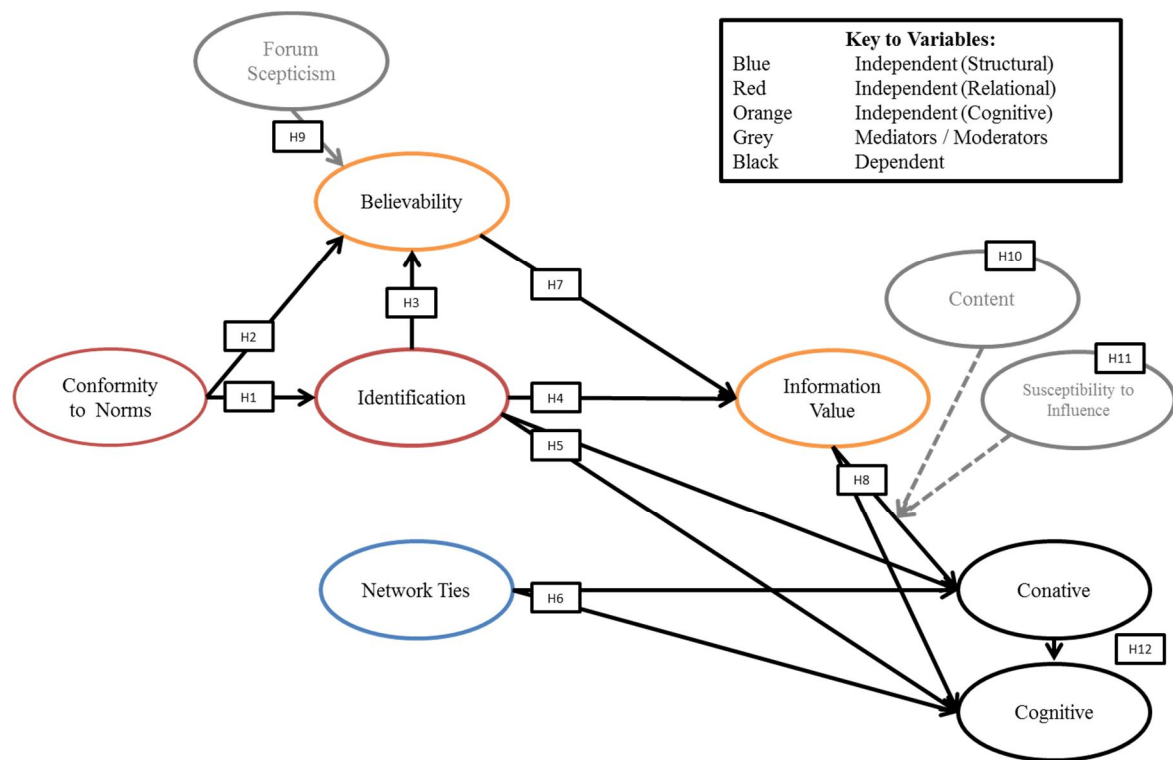 Forum
Scepticism
Key to Variables:
Blue Independent (Structural)
Red Independent (Relational)
Orange Independent (Cognitive)
Grey Mediators / Moderators
Black Dependent
H9
Believability
H10
Content
H7
H3
H2
H11
Susceptibility to
Influence
Conformity
to Norms
H1
Identification
H4
Information
Value
H5
H8
Network Ties
H6
Conative
H12
Cognitive